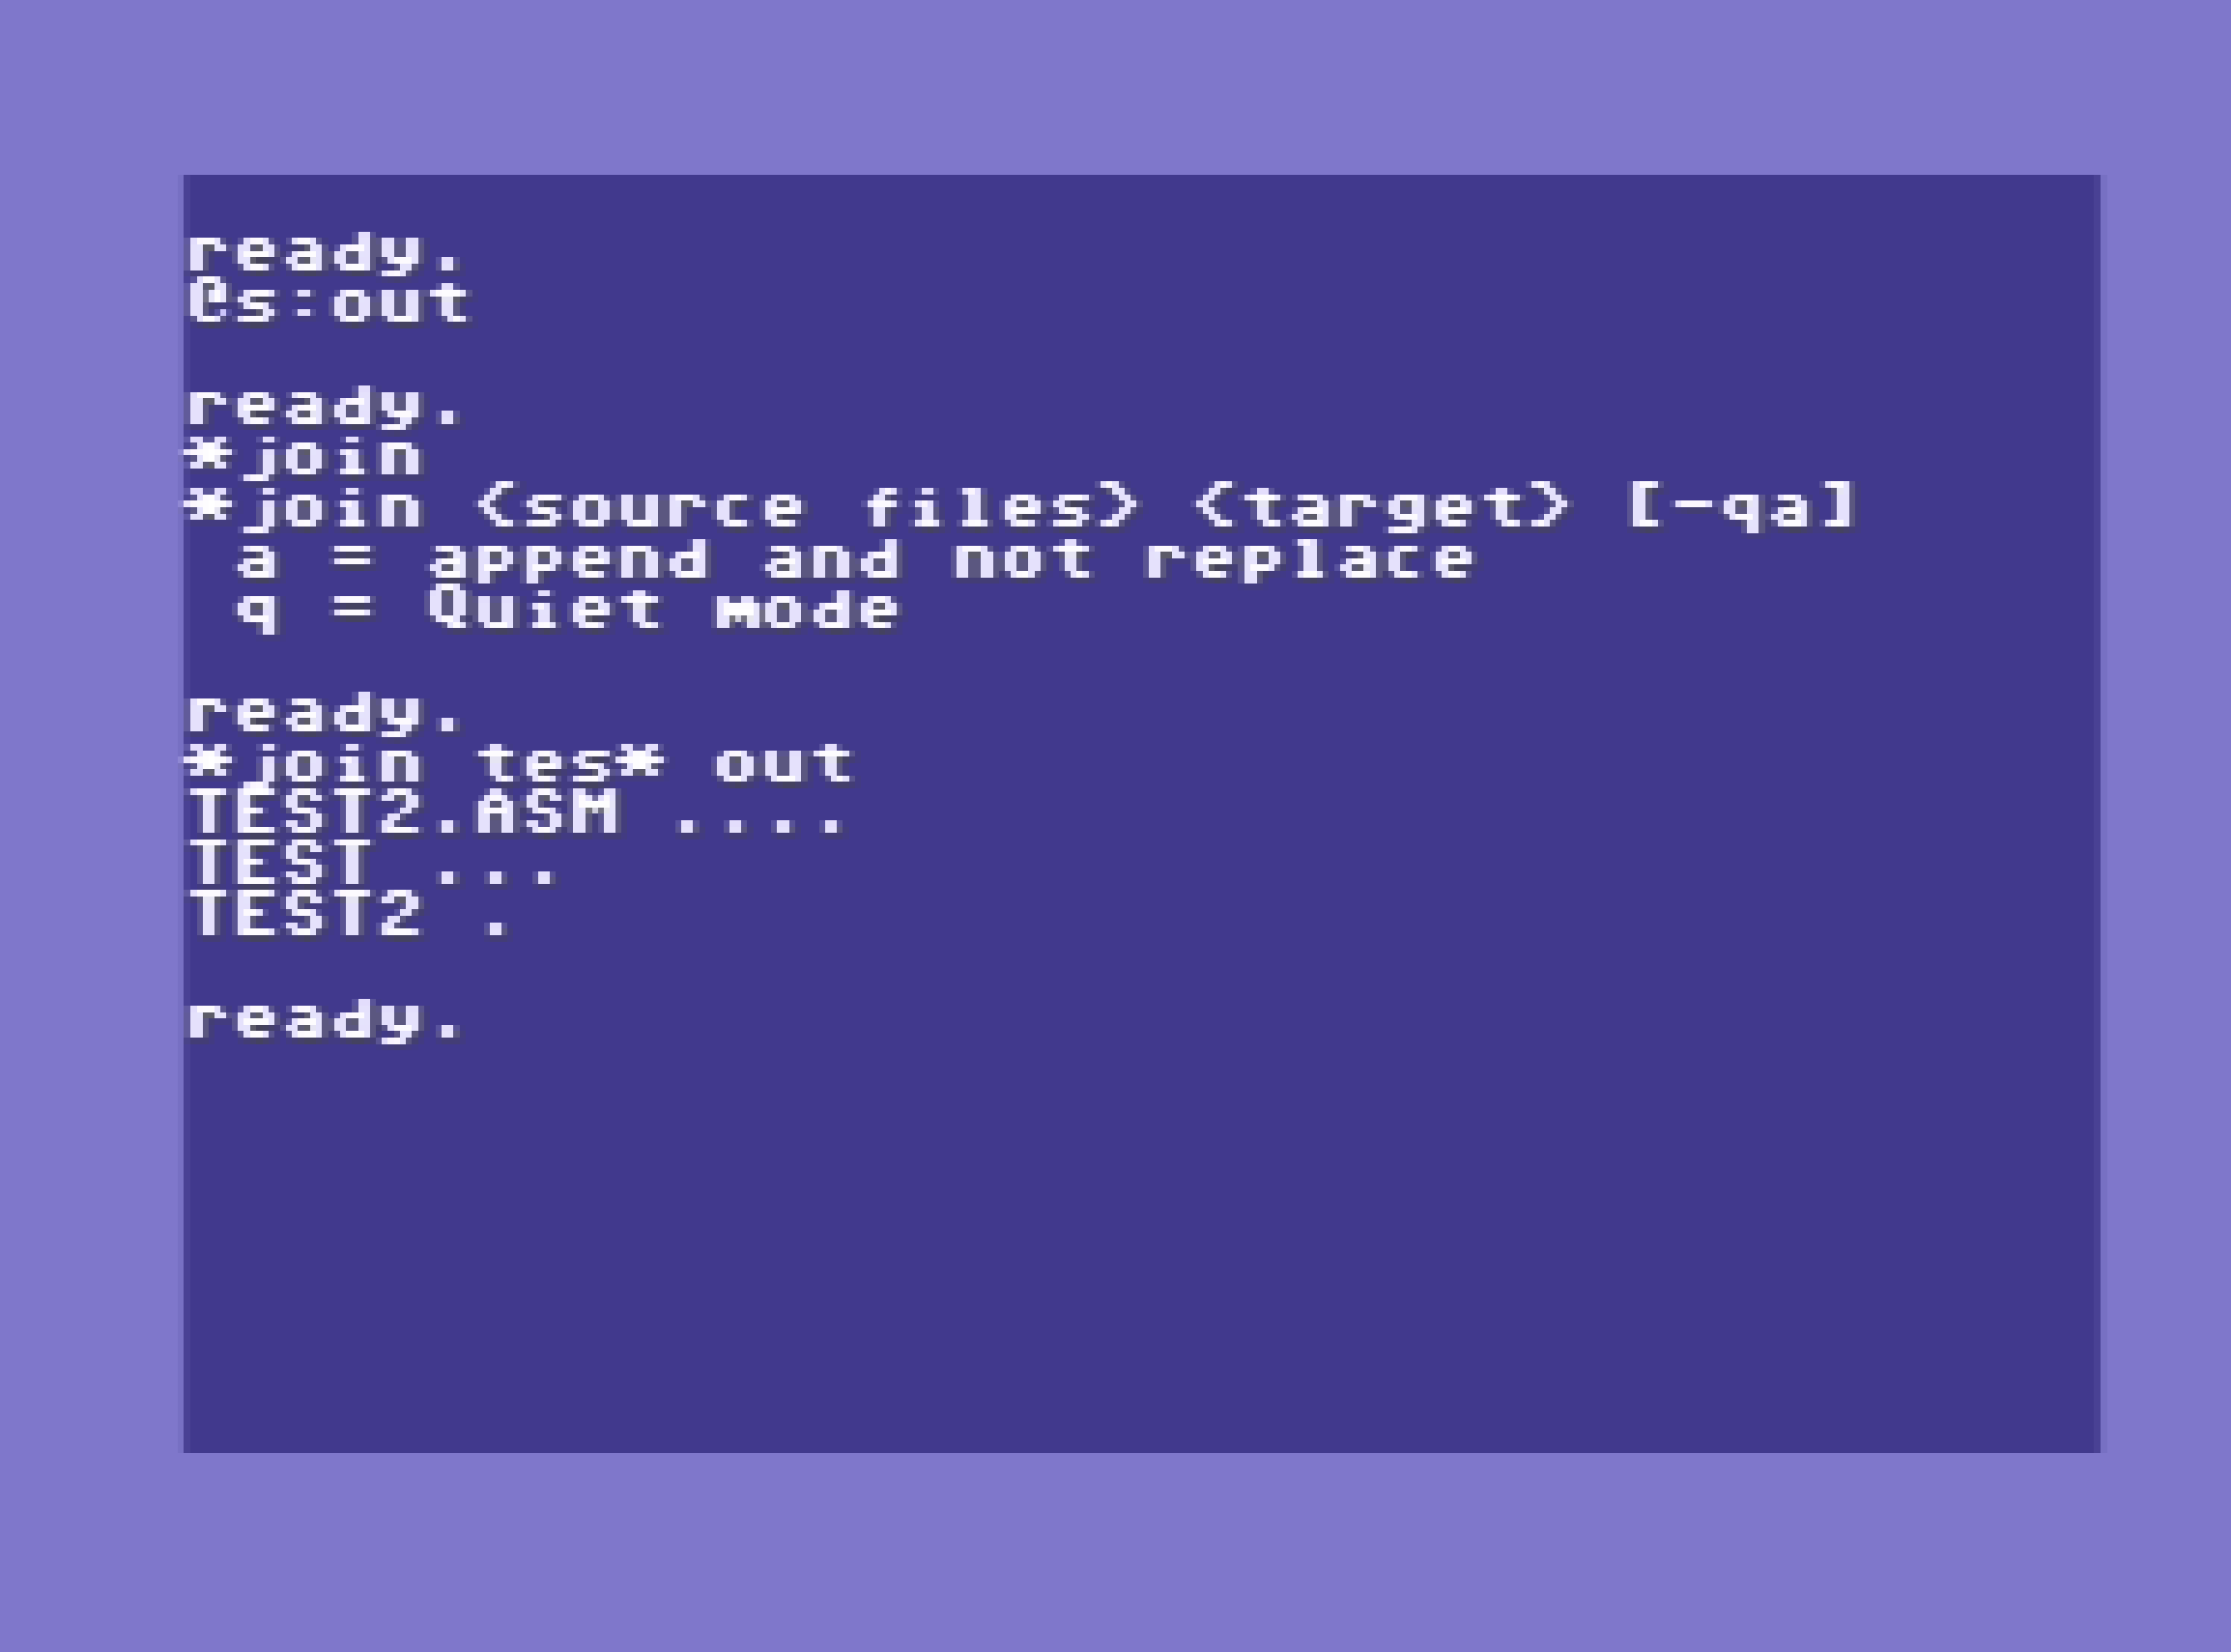 ready.
@s:out
ready.
*join
*join <source files> <target> [-qa]
 a = append and not replace
 q = Quiet mode
ready.
*join tes* out
TEST2.ASM ....
TEST ...
TEST2 .
ready.